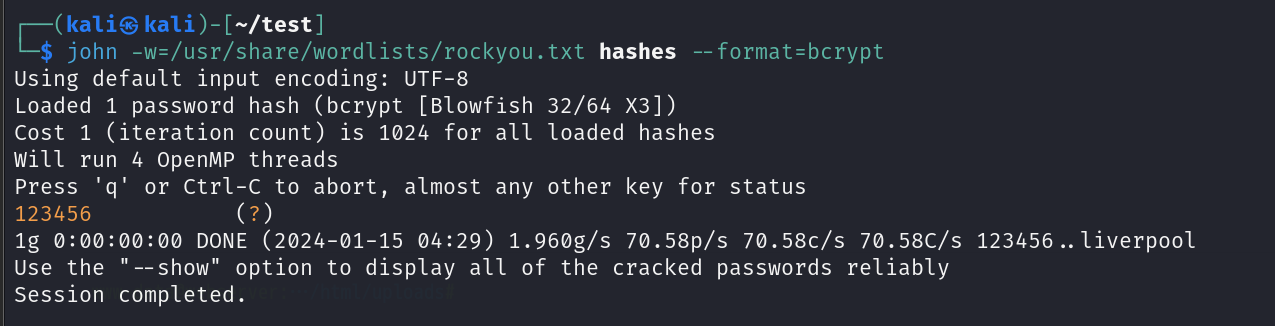 ┌──(kali㉿kali)-[~/test]
└─$ john -w=/usr/share/wordlists/rockyou.txt hashes --format=bcrypt
Using default input encoding: UTF-8
Loaded 1 password hash (bcrypt [Blowfish 32/64 X3])
Cost 1 (iteration count) is 1024 for all loaded hashes
Will run 4 OpenMP threads
Press 'q' or Ctrl-C to abort, almost any other key for status
123456           (?)
1g 0:00:00:00 DONE (2024-01-15 04:29) 1.960g/s 70.58p/s 70.58c/s 70.58C/s 123456..liverpool
Use the "--show" option to display all of the cracked passwords reliably
Session completed.